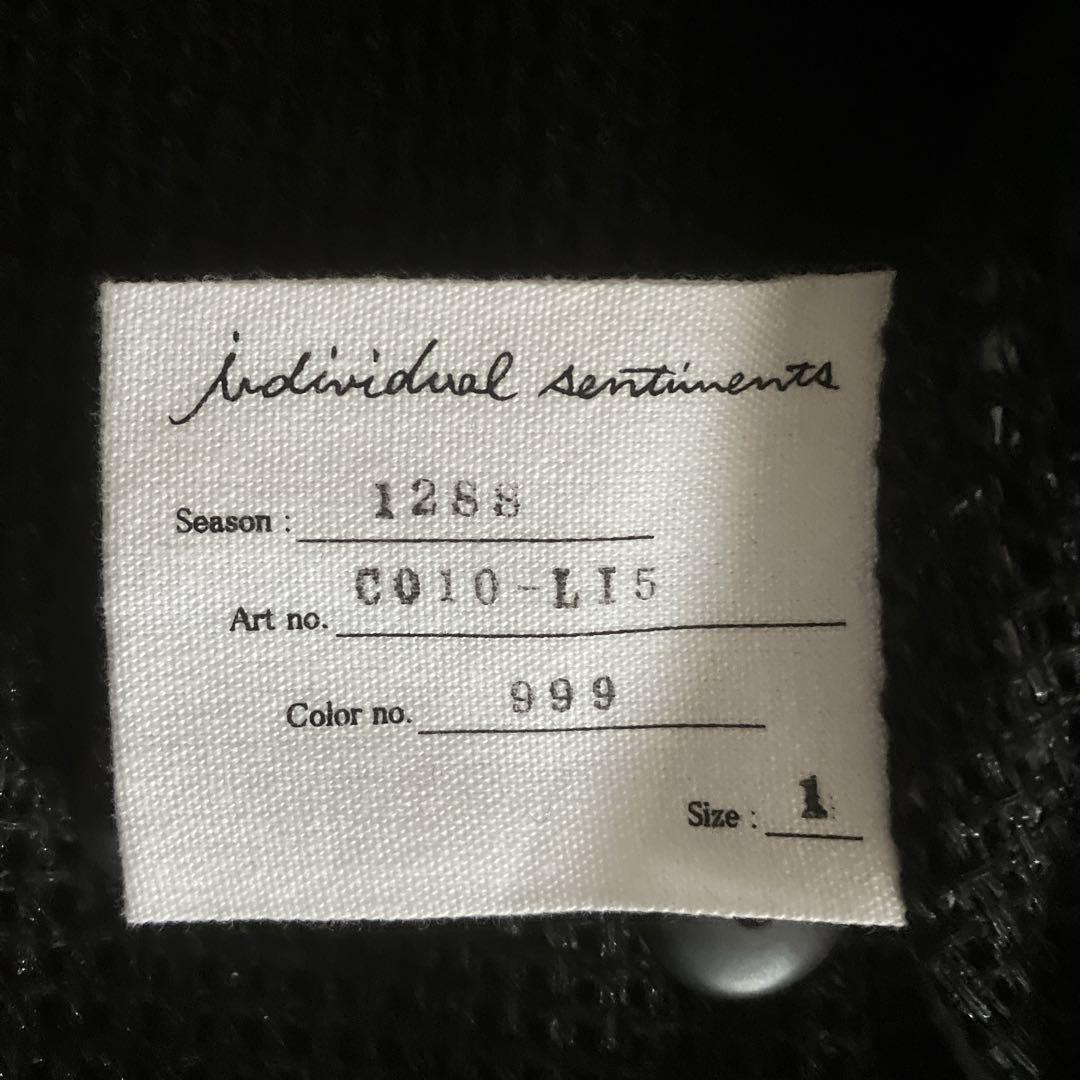 individual sentiments
Season : 12SS
Art no. CO10-LI5
Color no. 999
Size : 1